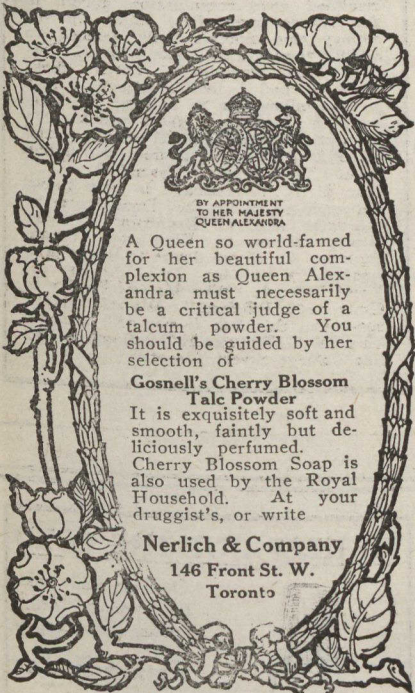 BY APPOINTMENT
TO HER MAJESTY
QUEEN ALEXANDRA
A Queen so world-famed
for her beautiful com-
plexion as Queen Alex-
andra must necessarily
be a critical judge of a
talcum powder. You
should be guided by her
selection of
Gosnell's Cherry Blossom
Talc Powder
It is exquisitely soft and
smooth, faintly but de-
liciously perfumed.
Cherry Blossom Soap is
also used by the Royal
Household. At your
druggist's, or write
Nerlich & Company
146 Front St. W.
Toronto